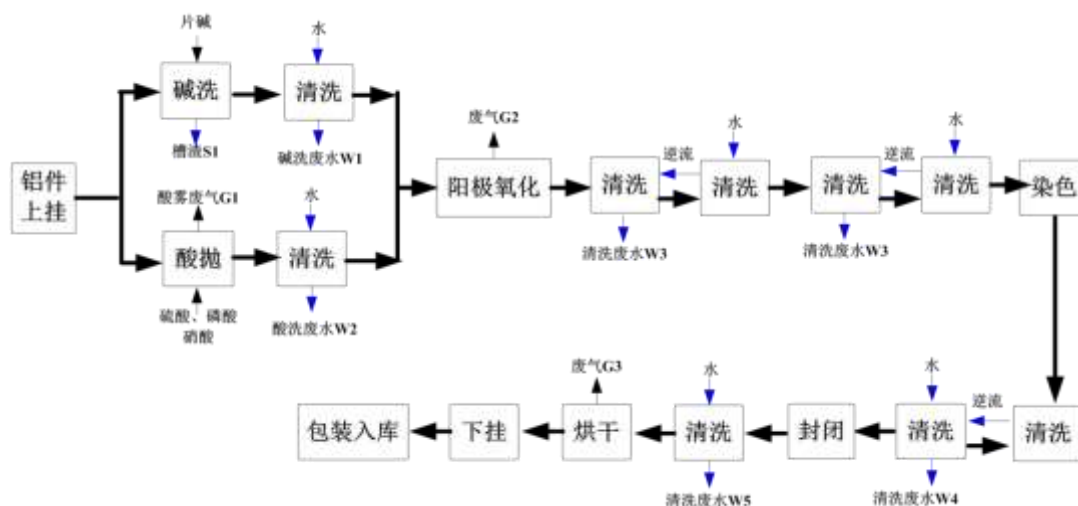 片碱
水
碱洗
清洗
槽渣S1
碱洗废水W1
铝件
上挂
酸雾废气G1
水
酸抛
清洗
硫酸、磷酸
硝酸
酸洗废水W2
废气G2
阳极氧化
清洗
逆流
水
清洗
清洗废水W3
清洗
逆流
水
清洗
清洗废水W3
染色
清洗
逆流
水
清洗
清洗废水W4
封闭
水
清洗
清洗废水W5
废气G3
烘干
下挂
包装入库